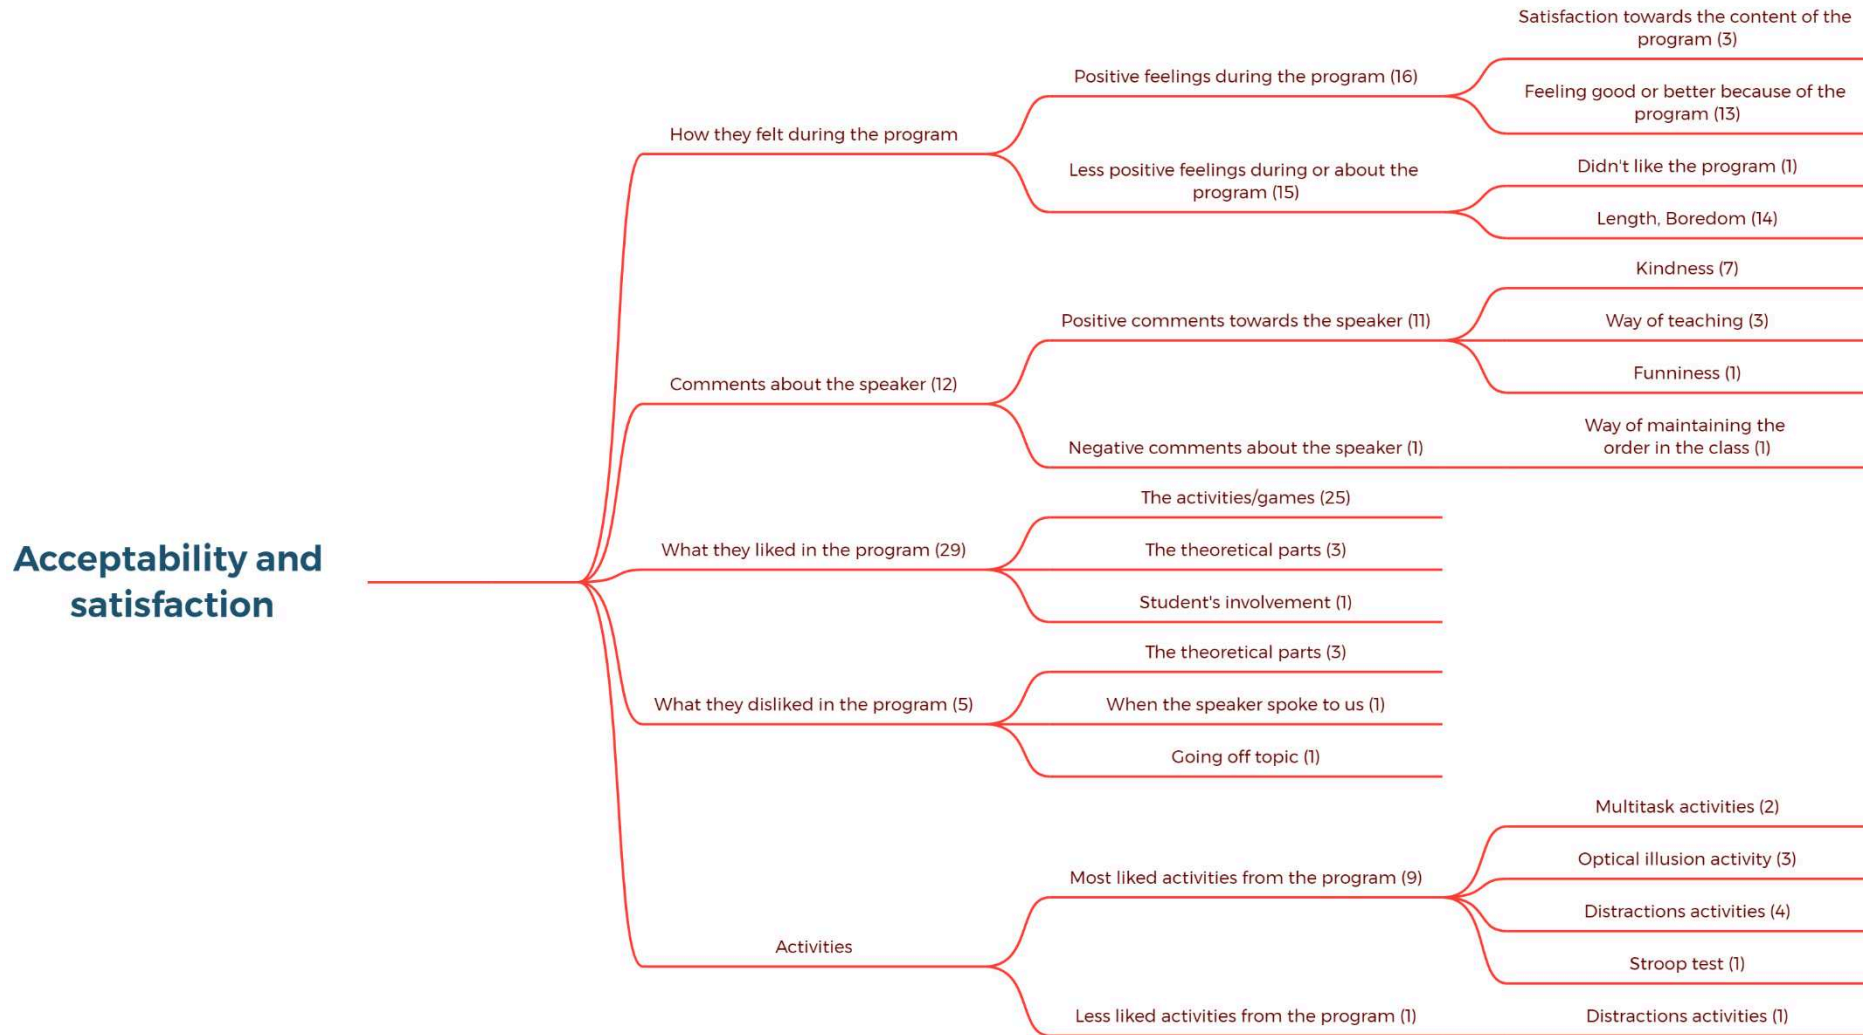 Acceptability and
satisfaction
How they felt during the program
Positive feelings during the program (16)
Satisfaction towards the content of the
program (3)
Feeling good or better because of the
program (13)
Less positive feelings during or about the
program (15)
Didn't like the program (1)
Length, Boredom (14)
Comments about the speaker (12)
Positive comments towards the speaker (11)
Kindness (7)
Way of teaching (3)
Funniness (1)
Negative comments about the speaker (1)
Way of maintaining the
order in the class (1)
What they liked in the program (29)
The activities/games (25)
The theoretical parts (3)
Student's involvement (1)
What they disliked in the program (5)
The theoretical parts (3)
When the speaker spoke to us (1)
Going off topic (1)
Activities
Most liked activities from the program (9)
Multitask activities (2)
Optical illusion activity (3)
Distractions activities (4)
Stroop test (1)
Less liked activities from the program (1)
Distractions activities (1)